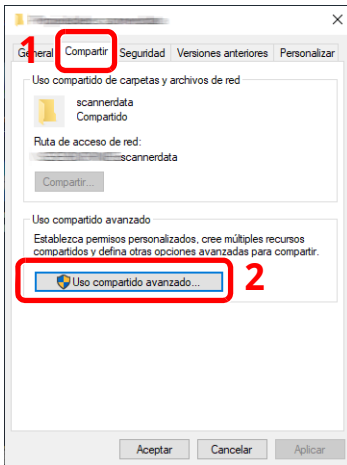 1
General Compartir Seguridad Versiones anteriores Personalizar
Uso compartido de carpetas y archivos de red
scannerdata
Compartido
Ruta de acceso de red:
scannerdata
Compartir...
Uso compartido avanzado
Establezca permisos personalizados, cree múltiples recursos
compartidos y defina otras opciones avanzadas para compartir.
Uso compartido avanzado...
2
Aceptar Cancelar Aplicar